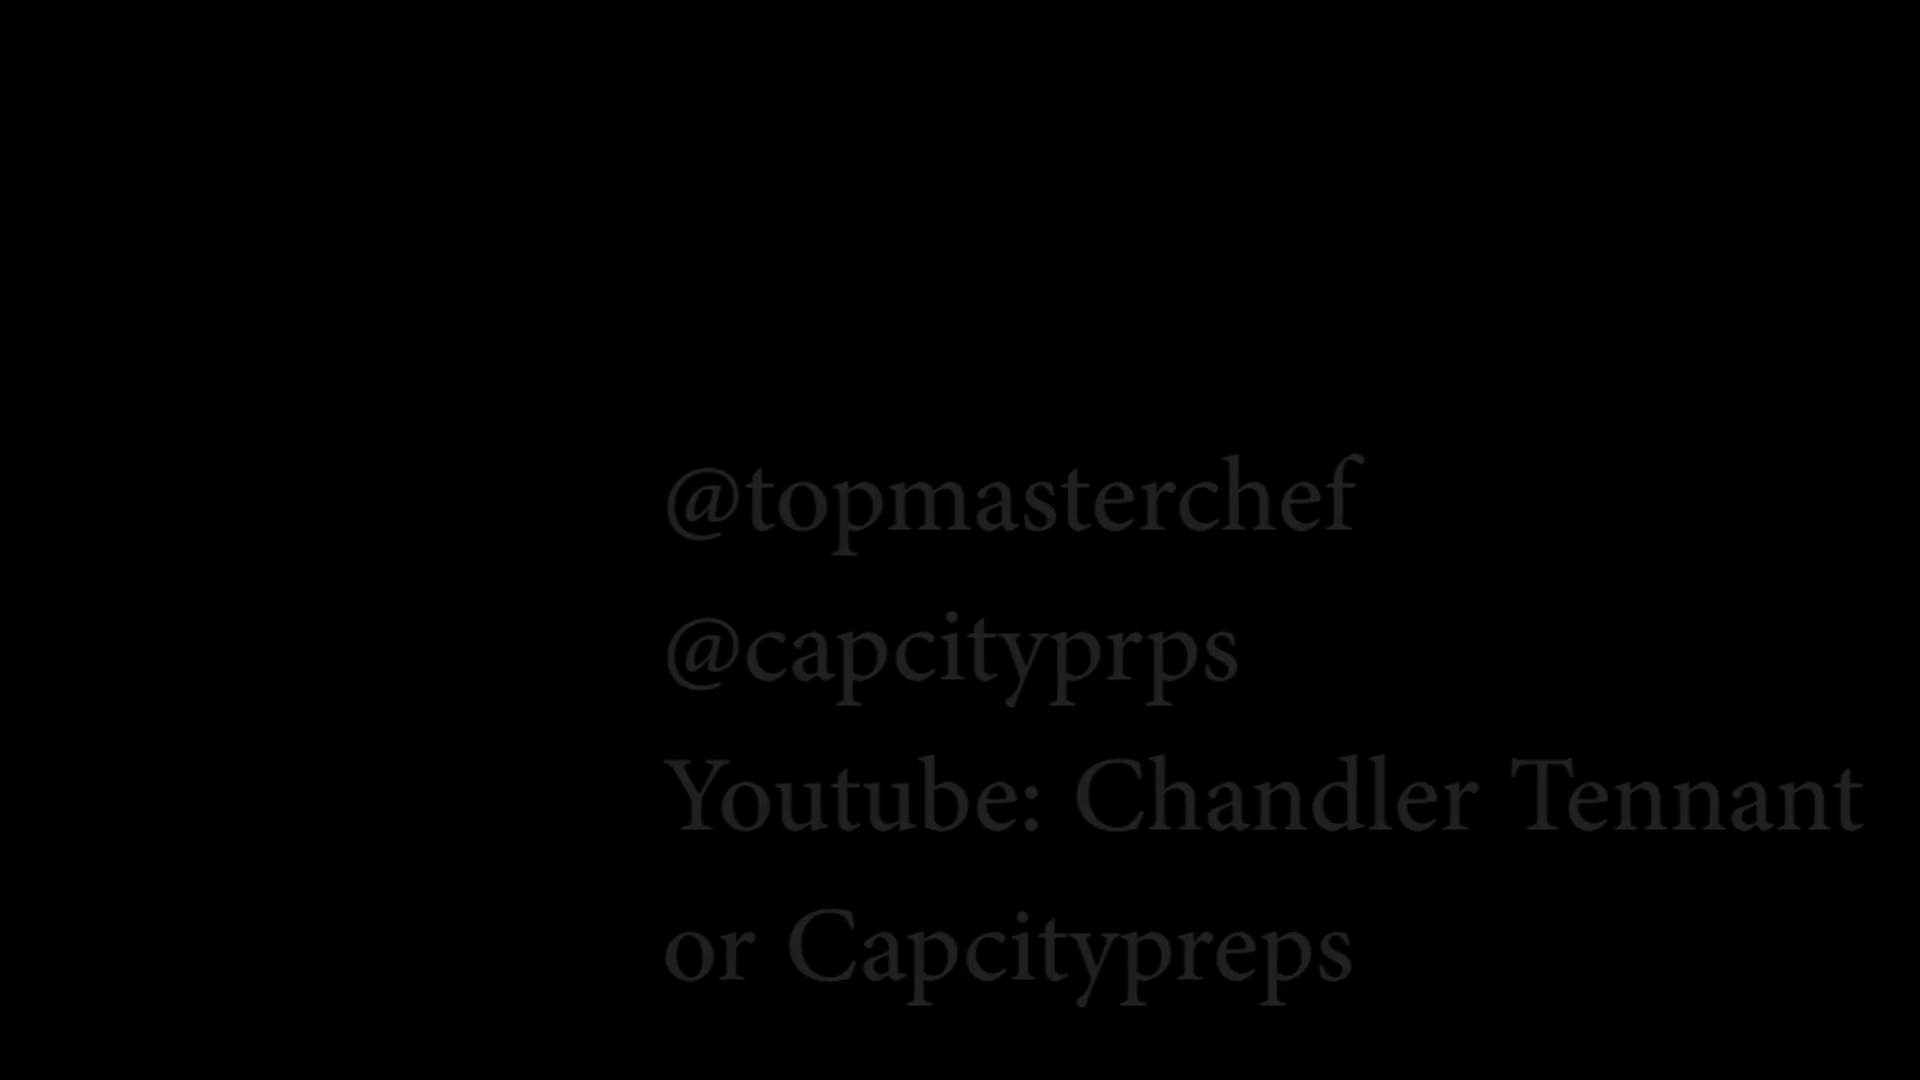 @topmasterchef
@capcityprps
Youtube: Chandler Tennant
or Capcitypreps